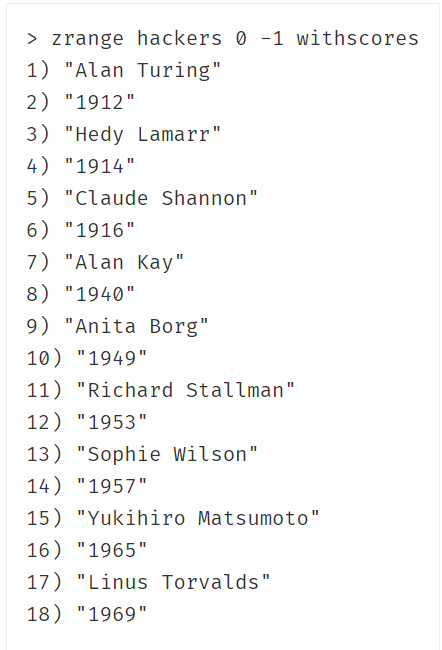 > zrange hackers 0 -1 withscores
1) "Alan Turing"
2) "1912"
3) "Hedy Lamarr"
4) "1914"
5) "Claude Shannon"
6) "1916"
7) "Alan Kay"
8) "1940"
9) "Anita Borg"
10) "1949"
11) "Richard Stallman"
12) "1953"
13) "Sophie Wilson"
14) "1957"
15) "Yukihiro Matsumoto"
16) "1965"
17) "Linus Torvalds"
18) "1969"